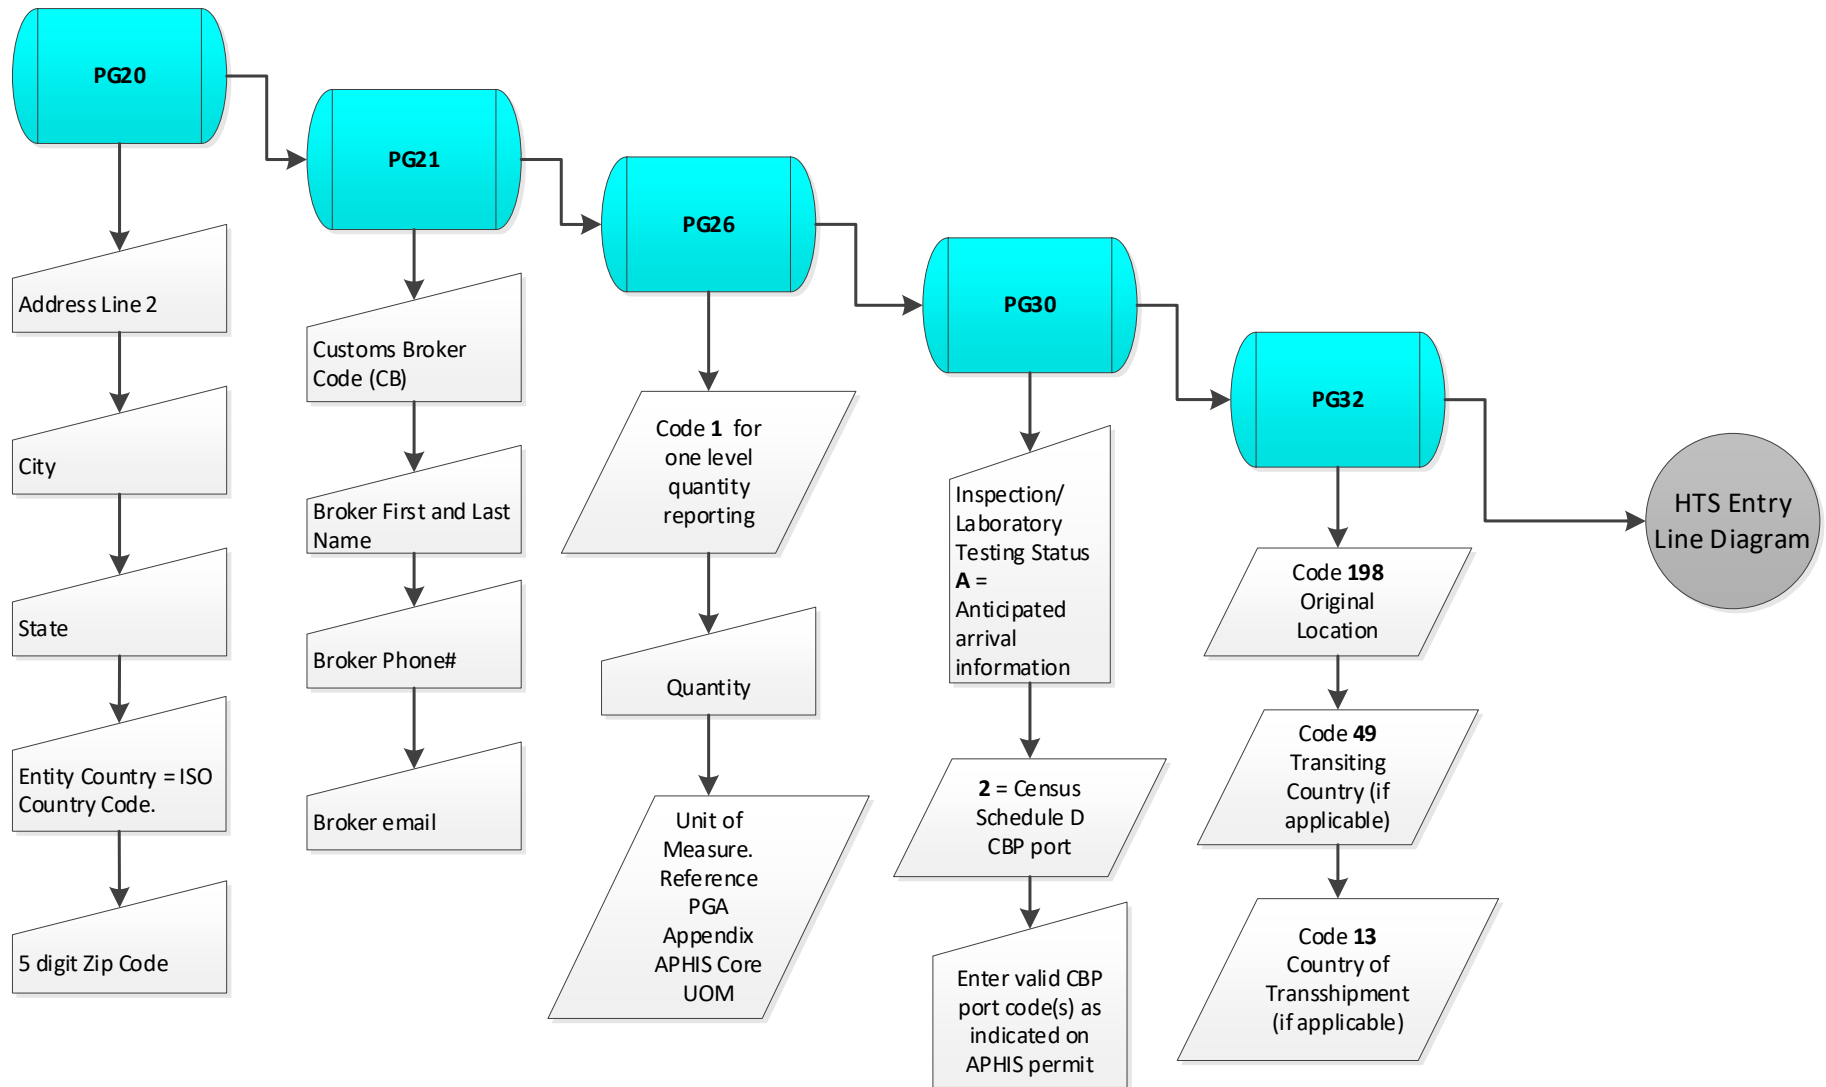 PG20
Address Line 2
City
State
Entity Country = ISO
Country Code.
5 digit Zip Code
PG21
Customs Broker
Code (CB)
Broker First and Last
Name
Broker Phone#
Broker email
PG26
Code 1 for
one level
quantity
reporting
Quantity
Unit of
Measure.
Reference
PGA
Appendix
APHIS Core
UOM
PG30
Inspection/
Laboratory
Testing Status
A =
Anticipated
arrival
information
2 = Census
Schedule D
CBP port
Enter valid CBP
port code(s) as
indicated on
APHIS permit
PG32
Code 198
Original
Location
Code 49
Transiting
Country (if
applicable)
Code 13
Country of
Transshipment
(if applicable)
HTS Entry
Line Diagram